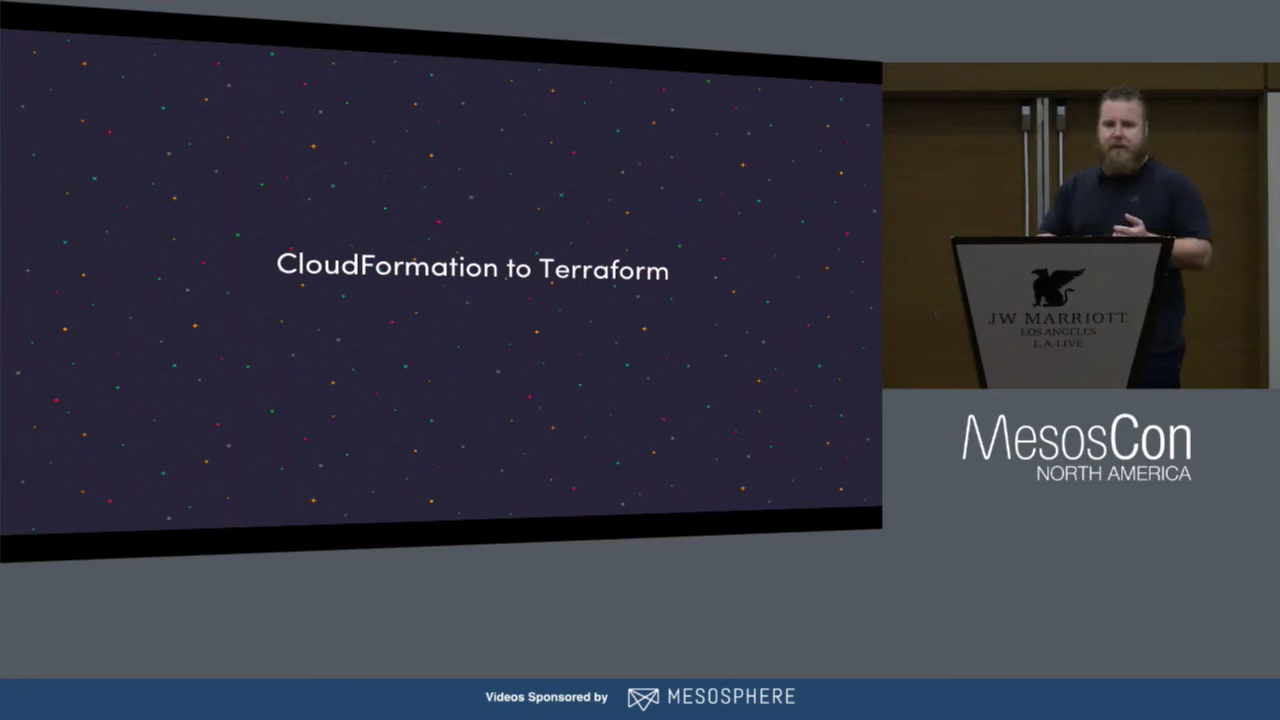 CloudFormation to Terraform
JW MARRIOTT
LOS ANGELES
L.A. LIVE
MesosCon
NORTH AMERICA
Videos Sponsored by MESOSPHERE